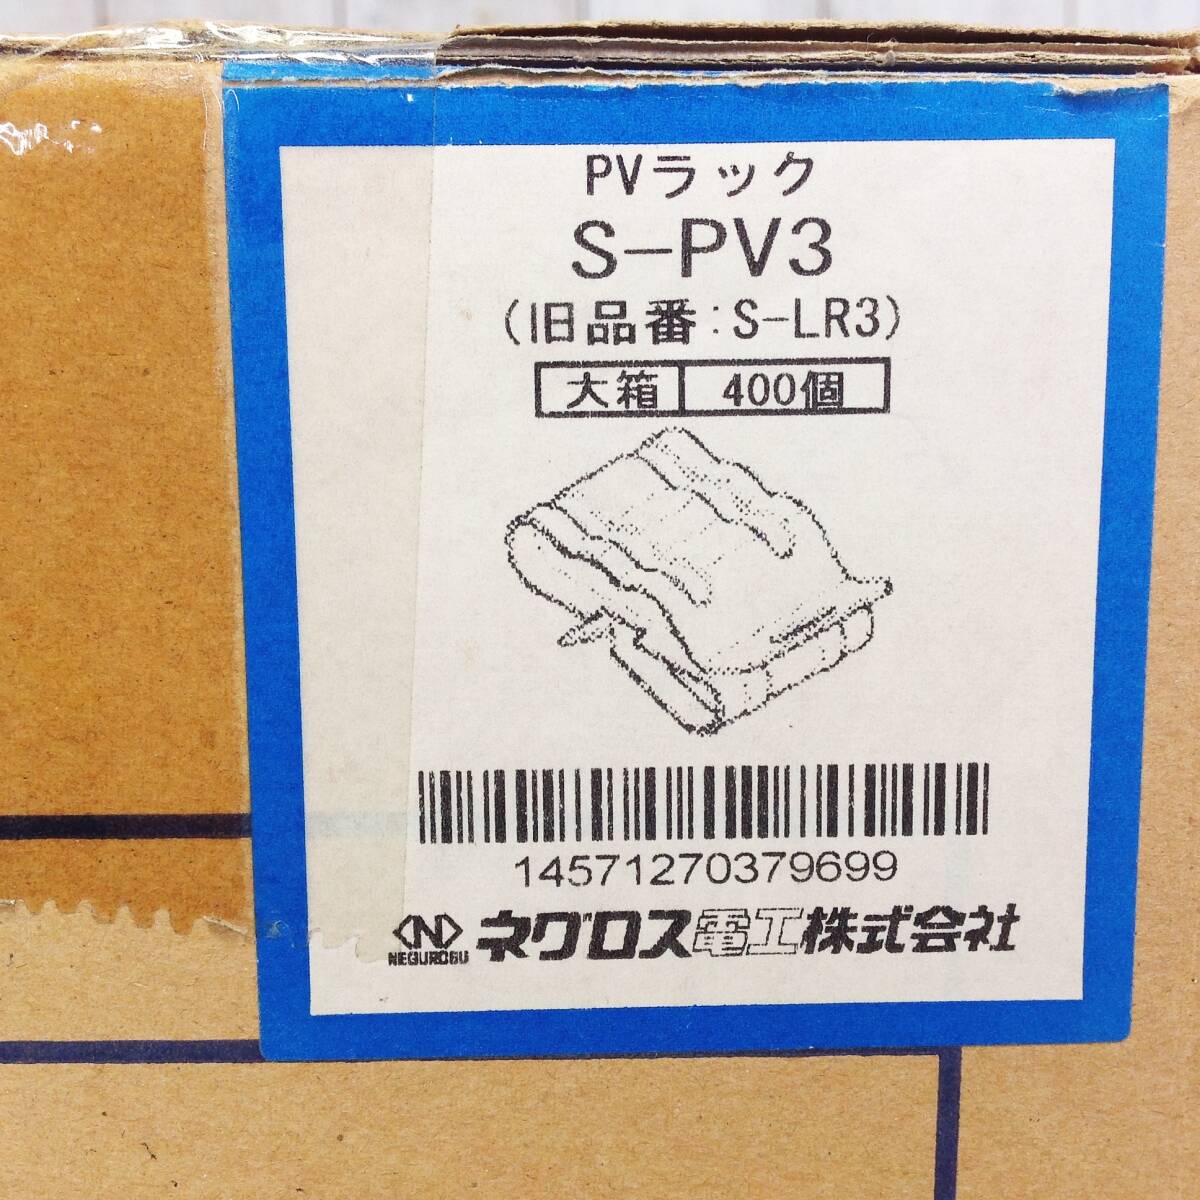 PVラック
S-PV3
(旧品番:S-LR3)
大箱 400個
14571270379699
NEGUROSU ネグロス電工株式会社